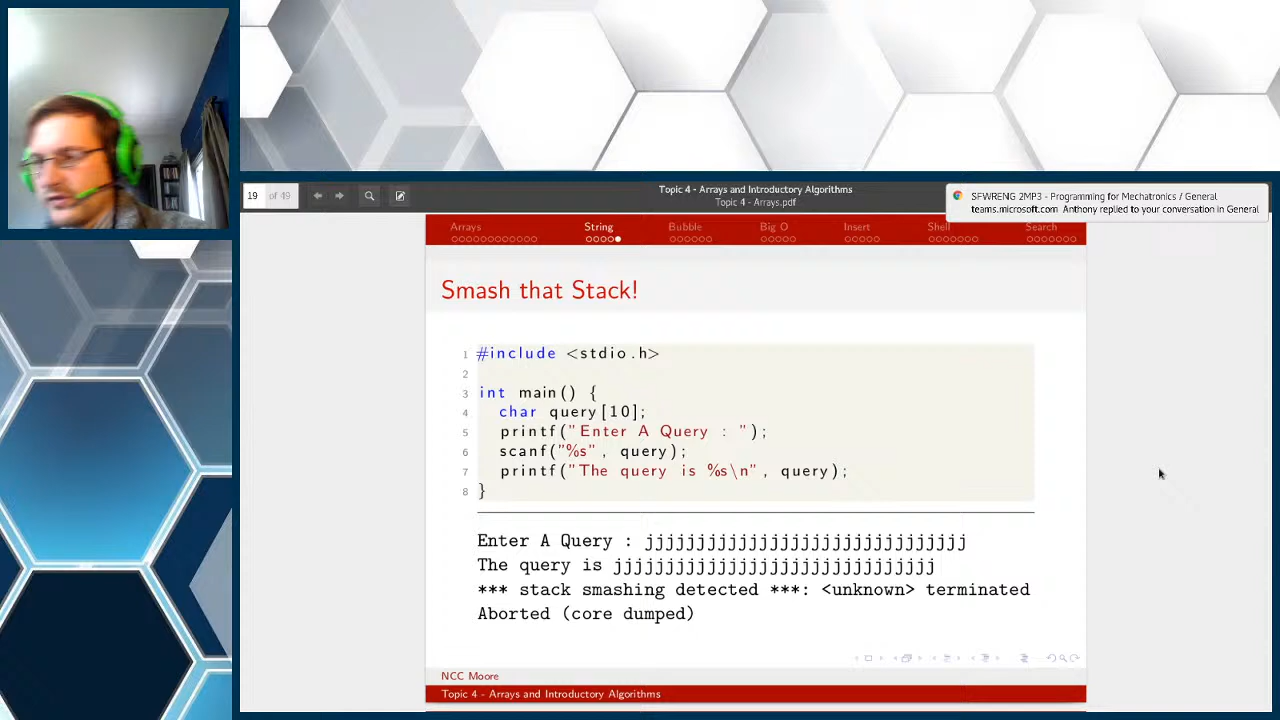 19 of 49
Topic 4 - Arrays and Introductory Algorithms
Topic 4 - Arrays.pdf
SFWRENG 2MP3 - Programming for Mechatronics / General
teams.microsoft.com Anthony replied to your conversation in General
Arrays String Bubble Big O Insert Shell Search
Smash that Stack!
1 #include <stdio.h>
2
3 int main() {
4 char query[10];
5 printf("Enter A Query : ");
6 scanf("%s", query);
7 printf("The query is %s\n", query);
8 }
Enter A Query : jjjjjjjjjjjjjjjjjjjjjjjjjjjjjjj
The query is jjjjjjjjjjjjjjjjjjjjjjjjjjjjjjj
*** stack smashing detected ***: <unknown> terminated
Aborted (core dumped)
NCC Moore
Topic 4 - Arrays and Introductory Algorithms